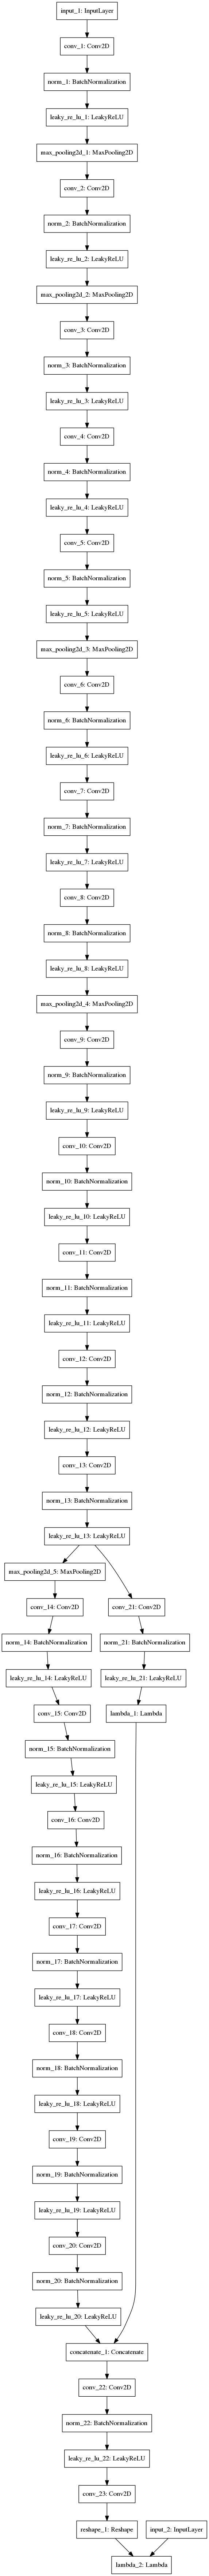 input_1: InputLayer
conv_1: Conv2D
norm_1: BatchNormalization
leaky_re_lu_1: LeakyReLU
max_pooling2d_1: MaxPooling2D
conv_2: Conv2D
norm_2: BatchNormalization
leaky_re_lu_2: LeakyReLU
max_pooling2d_2: MaxPooling2D
conv_3: Conv2D
norm_3: BatchNormalization
leaky_re_lu_3: LeakyReLU
conv_4: Conv2D
norm_4: BatchNormalization
leaky_re_lu_4: LeakyReLU
conv_5: Conv2D
norm_5: BatchNormalization
leaky_re_lu_5: LeakyReLU
max_pooling2d_3: MaxPooling2D
conv_6: Conv2D
norm_6: BatchNormalization
leaky_re_lu_6: LeakyReLU
conv_7: Conv2D
norm_7: BatchNormalization
leaky_re_lu_7: LeakyReLU
conv_8: Conv2D
norm_8: BatchNormalization
leaky_re_lu_8: LeakyReLU
max_pooling2d_4: MaxPooling2D
conv_9: Conv2D
norm_9: BatchNormalization
leaky_re_lu_9: LeakyReLU
conv_10: Conv2D
norm_10: BatchNormalization
leaky_re_lu_10: LeakyReLU
conv_11: Conv2D
norm_11: BatchNormalization
leaky_re_lu_11: LeakyReLU
conv_12: Conv2D
norm_12: BatchNormalization
leaky_re_lu_12: LeakyReLU
conv_13: Conv2D
norm_13: BatchNormalization
leaky_re_lu_13: LeakyReLU
max_pooling2d_5: MaxPooling2D
conv_14: Conv2D
conv_21: Conv2D
norm_14: BatchNormalization
norm_21: BatchNormalization
leaky_re_lu_14: LeakyReLU
leaky_re_lu_21: LeakyReLU
conv_15: Conv2D
lambda_1: Lambda
norm_15: BatchNormalization
leaky_re_lu_15: LeakyReLU
conv_16: Conv2D
norm_16: BatchNormalization
leaky_re_lu_16: LeakyReLU
conv_17: Conv2D
norm_17: BatchNormalization
leaky_re_lu_17: LeakyReLU
conv_18: Conv2D
norm_18: BatchNormalization
leaky_re_lu_18: LeakyReLU
conv_19: Conv2D
norm_19: BatchNormalization
leaky_re_lu_19: LeakyReLU
conv_20: Conv2D
norm_20: BatchNormalization
leaky_re_lu_20: LeakyReLU
concatenate_1: Concatenate
conv_22: Conv2D
norm_22: BatchNormalization
leaky_re_lu_22: LeakyReLU
conv_23: Conv2D
reshape_1: Reshape
input_2: InputLayer
lambda_2: Lambda